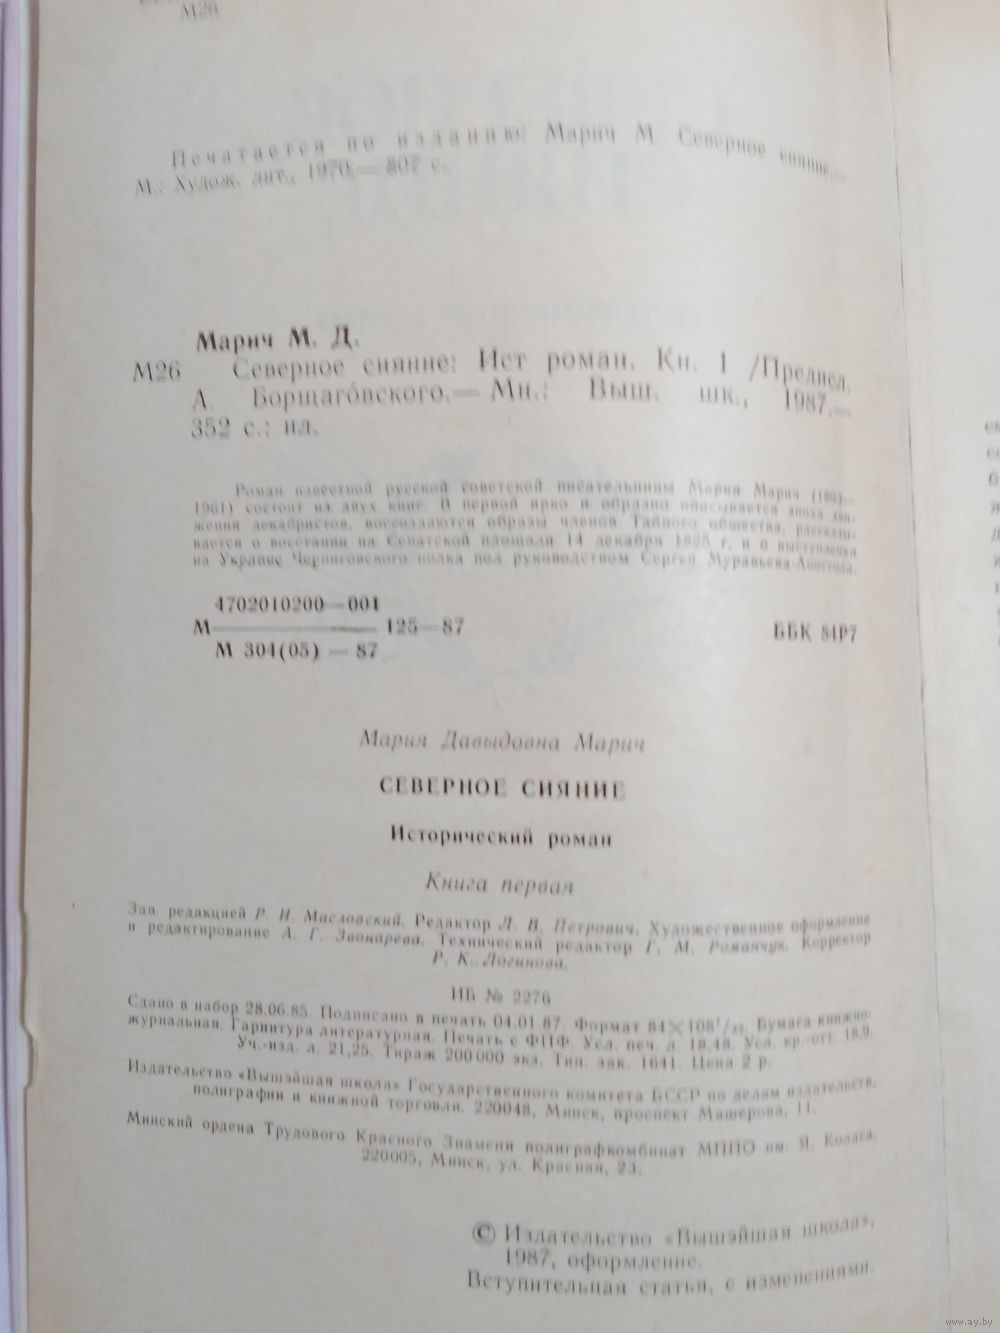 М26
Печатается по изданию: Марич М. Северное сияние.—
М.: Худож. лит., 1970.— 807 с.
Марич М. Д.
М26 Северное сияние: Ист роман. Кн. 1 /Предисл.
А. Борщаго́вского.— Мн.: Выш. шк., 1987.—
352 с.: ил.
Роман известной русской советской писательницы Марии Марич (1893—
1961) состоит из двух книг. В первой ярко и образно описывается эпоха дви-
жения декабристов, воссоздаются образы членов Тайного общества, рассказы-
вается о восстании на Сенатской площади 14 декабря 1825 г. и о выступлении
на Украине Черниговского полка под руководством Сергея Муравьева-Апостола.
4702010200—001
М 125—87 ББК 84Р7
М 304(05) — 87
Мария Давыдовна Марич
СЕВЕРНОЕ СИЯНИЕ
Исторический роман
Книга первая
Зав. редакцией Р. И. Масловский. Редактор Л. В. Петрович. Художественное оформление
и редактирование А. Г. Звонарева. Технический редактор Г. М. Романчук. Корректор
Р. К. Логинова.
ИБ № 2276
Сдано в набор 28.06.85. Подписано в печать 04.01.87. Формат 84×108¹/₃₂. Бумага книжно-
журнальная. Гарнитура литературная. Печать с ФПФ. Усл. печ. л. 18,48. Усл. кр.-отт. 18,9.
Уч.-изд. л. 21,25. Тираж 200 000 экз. Тип. зак. 1641. Цена 2 р.
Издательство «Вышэйшая школа» Государственного комитета БССР по делам издательств,
полиграфии и книжной торговли. 220048, Минск, проспект Машерова, 11.
Минский ордена Трудового Красного Знамени полиграфкомбинат МППО им. Я. Коласа.
220005, Минск, ул. Красная, 23.
© Издательство «Вышэйшая школа»,
1987, оформление.
Вступительная статья, с изменениями.
www.ay.by